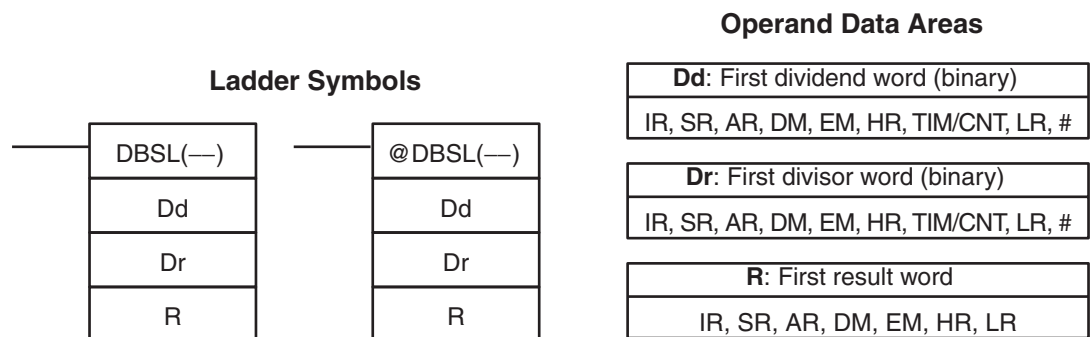 Operand Data Areas
Ladder Symbols
DBSL(––)
Dd
Dr
R
@DBSL(––)
Dd
Dr
R
Dd: First dividend word (binary)
IR, SR, AR, DM, EM, HR, TIM/CNT, LR, #
Dr: First divisor word (binary)
IR, SR, AR, DM, EM, HR, TIM/CNT, LR, #
R: First result word
IR, SR, AR, DM, EM, HR, LR